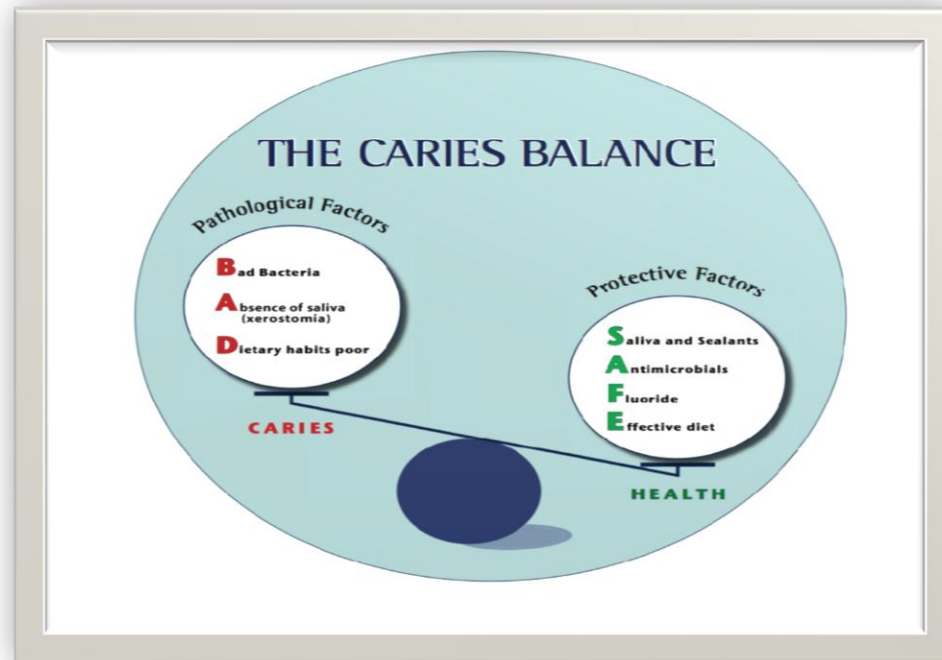 THE CARIES BALANCE
Pathological Factors
Bad Bacteria
Absence of saliva
(xerostomia)
Dietary habits poor
CARIES
Protective Factors
Saliva and Sealants
Antimicrobials
Fluoride
Effective diet
HEALTH